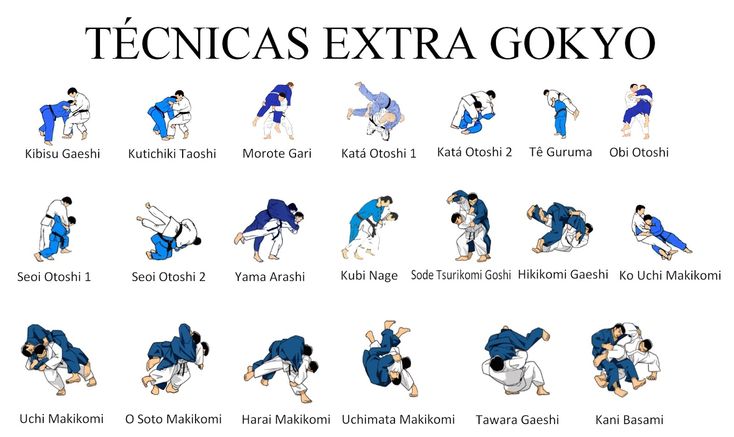 TÉCNICAS EXTRA GOKYO
Kibisu Gaeshi
Kutichiki Taoshi
Morote Gari
Katá Otoshi 1
Katá Otoshi 2
Tê Guruma
Obi Otoshi
Seoi Otoshi 1
Seoi Otoshi 2
Yama Arashi
Kubi Nage
Sode Tsurikomi Goshi
Hikikomi Gaeshi
Ko Uchi Makikomi
Uchi Makikomi
O Soto Makikomi
Harai Makikomi
Uchimata Makikomi
Tawara Gaeshi
Kani Basami